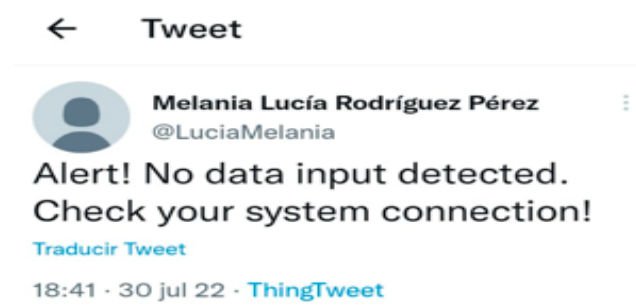 Tweet
Melania Lucía Rodríguez Pérez
@LuciaMelania
Alert! No data input detected.
Check your system connection!
Traducir Tweet
18:41 · 30 jul 22 · ThingTweet